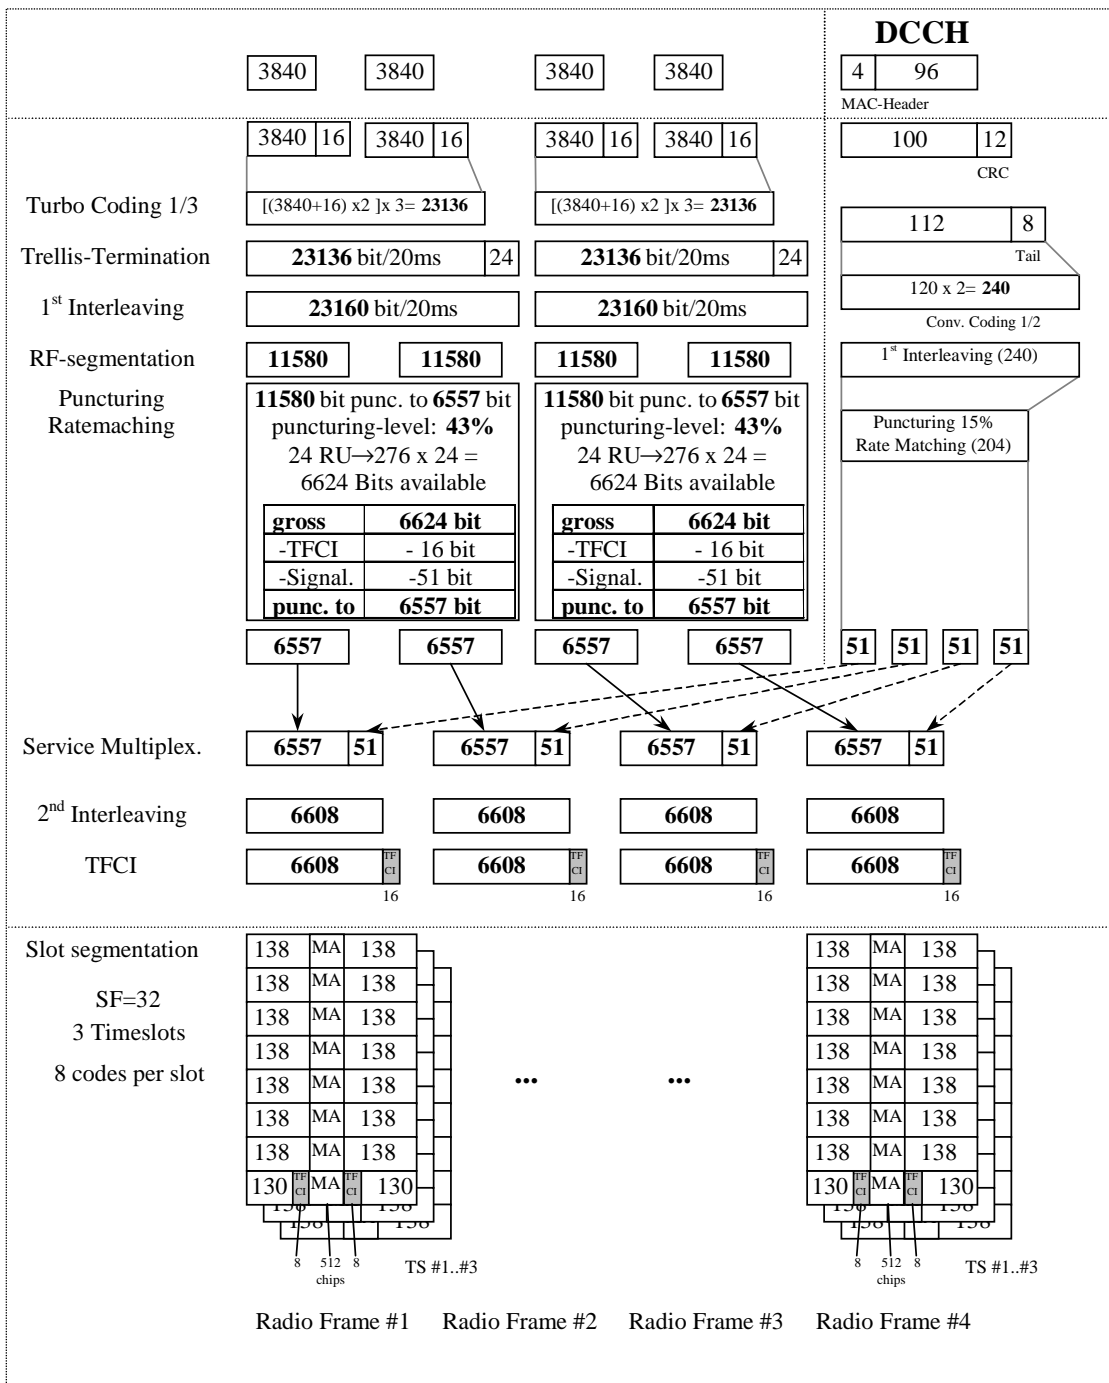 DCCH
3840 3840 3840 3840 4 96
MAC-Header
3840 16 3840 16 3840 16 3840 16 100 12
CRC
Turbo Coding 1/3 [(3840+16) x2 ]x 3= 23136 [(3840+16) x2 ]x 3= 23136 112 8
Tail
Trellis-Termination 23136 bit/20ms 24 23136 bit/20ms 24
120 x 2= 240
Conv. Coding 1/2
1st Interleaving 23160 bit/20ms 23160 bit/20ms
RF-segmentation 11580 11580 11580 11580 1st Interleaving (240)
Puncturing
Ratemaching
11580 bit punc. to 6557 bit
puncturing-level: 43%
24 RU→276 x 24 =
6624 Bits available
gross 6624 bit
-TFCI - 16 bit
-Signal. -51 bit
punc. to 6557 bit
11580 bit punc. to 6557 bit
puncturing-level: 43%
24 RU→276 x 24 =
6624 Bits available
gross 6624 bit
-TFCI - 16 bit
-Signal. -51 bit
punc. to 6557 bit
Puncturing 15%
Rate Matching (204)
6557 6557 6557 6557 51 51 51 51
Service Multiplex. 6557 51 6557 51 6557 51 6557 51
2nd Interleaving 6608 6608 6608 6608
TFCI 6608 TF CI 6608 TF CI 6608 TF CI 6608 TF CI
16 16 16 16
Slot segmentation 138 MA 138 138 MA 138
138 MA 138 138 MA 138
SF=32
138 MA 138 138 MA 138
3 Timeslots
138 MA 138 138 MA 138
8 codes per slot 138 MA 138 ... ... 138 MA 138
138 MA 138 138 MA 138
138 MA 138 138 MA 138
130 TF CI MA TF CI 130 130 TF CI MA TF CI 130
138 138 138 138
138 138 138 138
8 512 8 TS #1..#3 8 512 8 TS #1..#3
chips chips
Radio Frame #1 Radio Frame #2 Radio Frame #3 Radio Frame #4